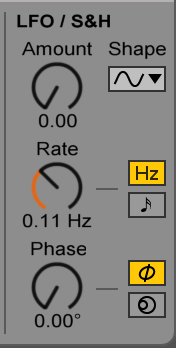 LFO / S&H
Amount Shape
0.00
Rate
Hz
0.11 Hz
Phase
0.00°